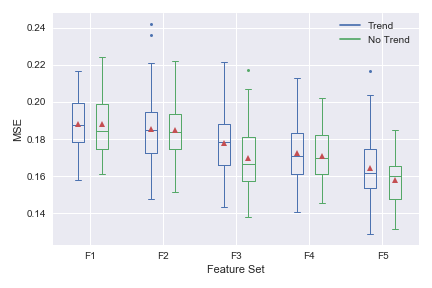 Trend
No Trend
0.24
0.22
0.20
0.18
0.16
0.14
MSE
F1 F2 F3 F4 F5
Feature Set